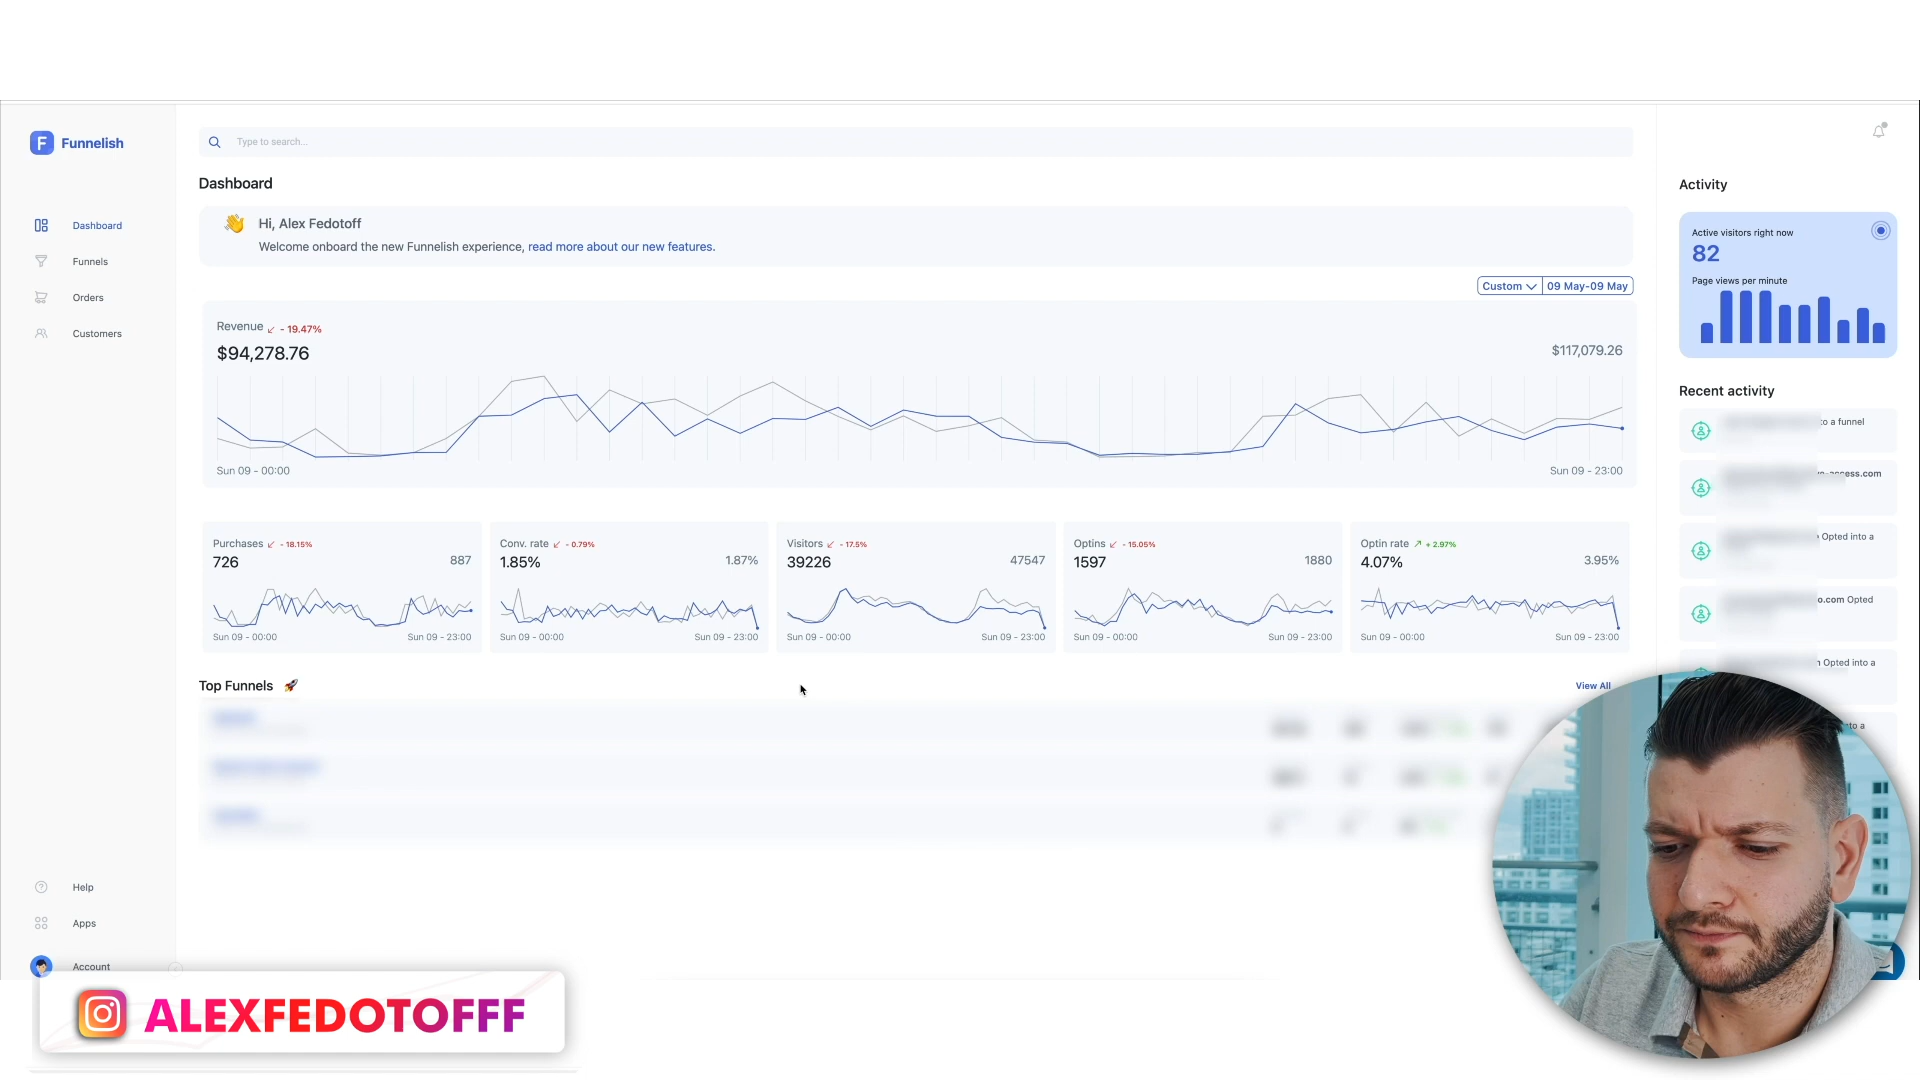 Funnelish
Type to search...
Dashboard
Hi, Alex Fedotoff
Welcome onboard the new Funnelish experience, read more about our new features.
Custom 09 May-09 May
Revenue - 19.47%
$94,278.76
$117,079.26
Sun 09 - 00:00
Sun 09 - 23:00
Purchases - 18.15%
726
887
Sun 09 - 00:00
Sun 09 - 23:00
Conv. rate - 0.79%
1.85%
1.87%
Sun 09 - 00:00
Sun 09 - 23:00
Visitors - 17.5%
39226
47547
Sun 09 - 00:00
Sun 09 - 23:00
Optins - 15.05%
1597
1880
Sun 09 - 00:00
Sun 09 - 23:00
Optin rate + 2.97%
4.07%
3.95%
Sun 09 - 00:00
Sun 09 - 23:00
Top Funnels
View All
Dashboard
Funnels
Orders
Customers
Help
Apps
Account
Activity
Active visitors right now
82
Page views per minute
Recent activity
to a funnel
Opted into a
o.com Opted
Opted into a
into a
ALEXFEDOTOFFF